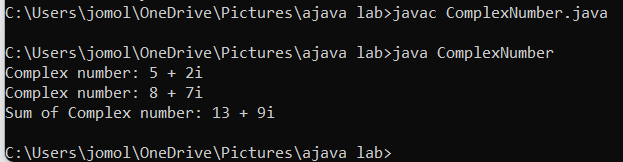 C:\Users\jomol\OneDrive\Pictures\ajava lab>javac ComplexNumber.java
C:\Users\jomol\OneDrive\Pictures\ajava lab>java ComplexNumber
Complex number: 5 + 2i
Complex number: 8 + 7i
Sum of Complex number: 13 + 9i
C:\Users\jomol\OneDrive\Pictures\ajava lab>